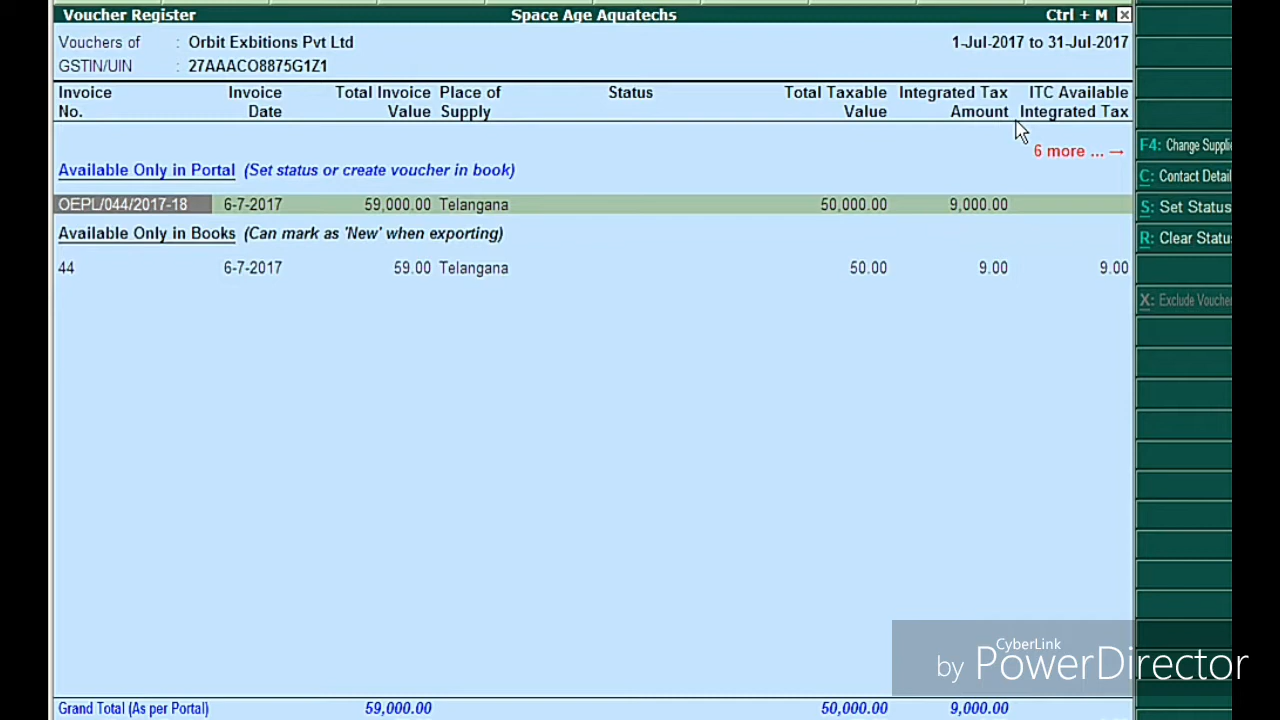 Voucher Register Space Age Aquatechs Ctrl + M x
Vouchers of : Orbit Exbitions Pvt Ltd 1-Jul-2017 to 31-Jul-2017
GSTIN/UIN : 27AAACO8875G1Z1
Invoice Invoice Total Invoice Place of Status Total Taxable Integrated Tax ITC Available
No. Date Value Supply Value Amount Integrated Tax
6 more ... →
F4: Change Supplie
Available Only in Portal (Set status or create voucher in book)
C: Contact Detail
OEPL/044/2017-18 6-7-2017 59,000.00 Telangana 50,000.00 9,000.00
S: Set Status
Available Only in Books (Can mark as 'New' when exporting)
R: Clear Statu
44 6-7-2017 59.00 Telangana 50.00 9.00 9.00
X: Exclude Vouche
CyberLink
by PowerDirector
Grand Total (As per Portal) 59,000.00 50,000.00 9,000.00